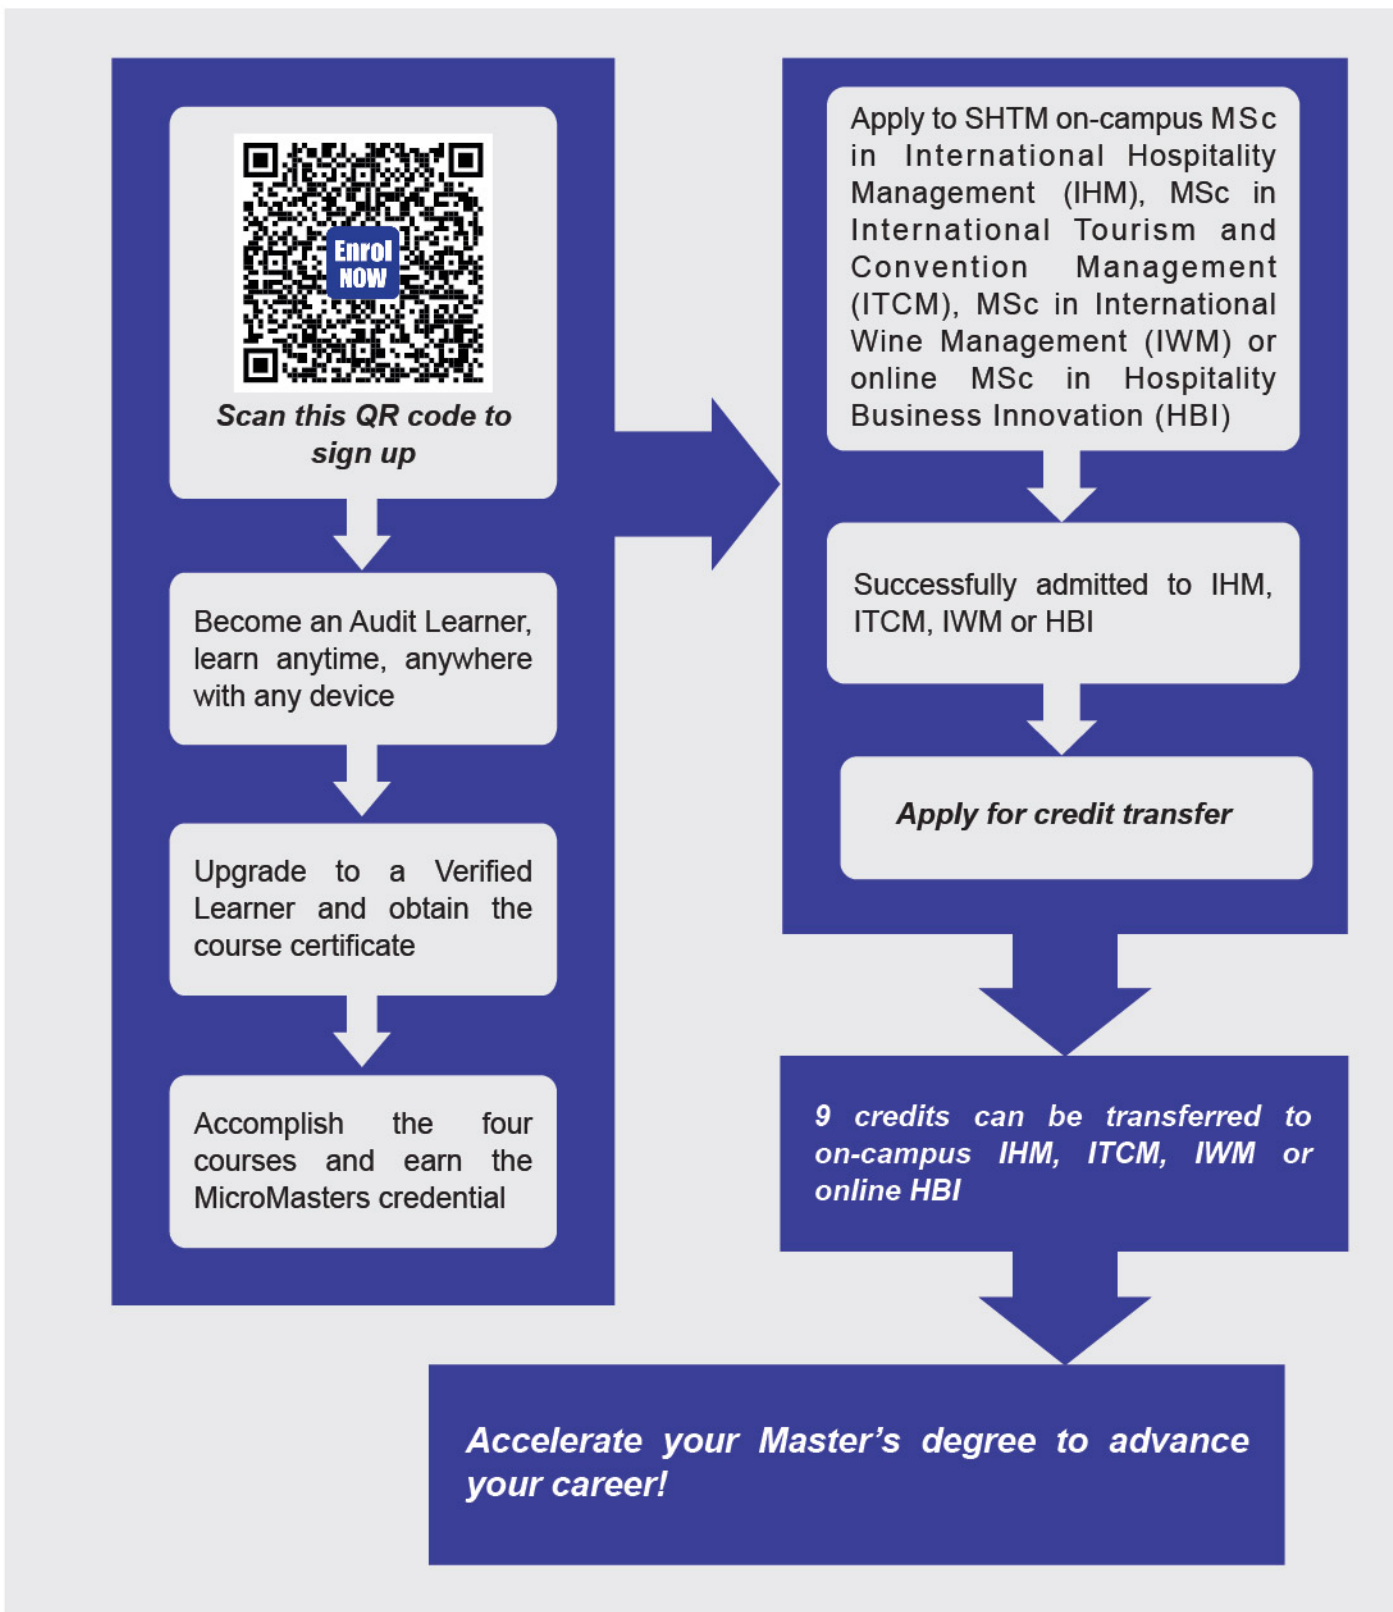 Enrol
NOW
Scan this QR code to
sign up
Become an Audit Learner,
learn anytime, anywhere
with any device
Upgrade to a Verified
Learner and obtain the
course certificate
Accomplish the four
courses and earn the
MicroMasters credential
Apply to SHTM on-campus MSc
in International Hospitality
Management (IHM), MSc in
International Tourism and
Convention Management
(ITCM), MSc in International
Wine Management (IWM) or
online MSc in Hospitality
Business Innovation (HBI)
Successfully admitted to IHM,
ITCM, IWM or HBI
Apply for credit transfer
9 credits can be transferred to
on-campus IHM, ITCM, IWM or
online HBI
Accelerate your Master's degree to advance
your career!